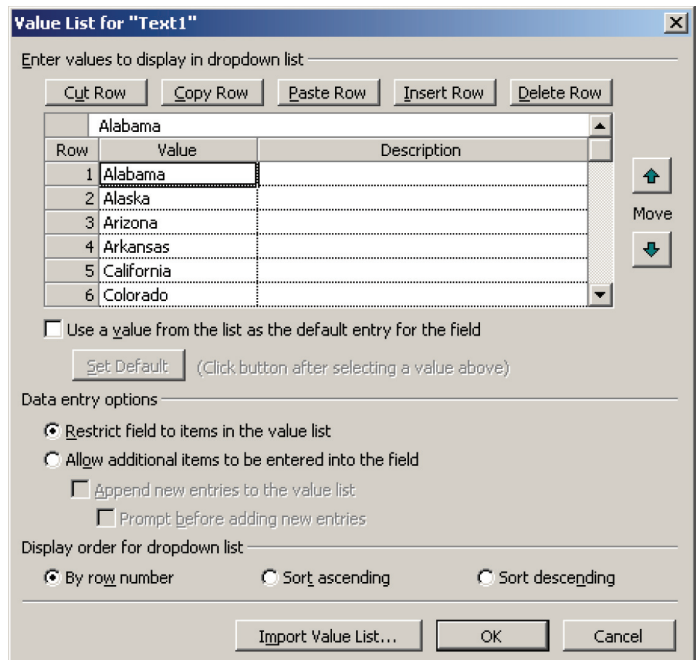 Value List for "Text1"
Enter values to display in dropdown list
Cut Row Copy Row Paste Row Insert Row Delete Row
Alabama
Row Value Description
1 Alabama
2 Alaska
3 Arizona
4 Arkansas
5 California
6 Colorado
Move
Use a value from the list as the default entry for the field
Set Default (Click button after selecting a value above)
Data entry options
Restrict field to items in the value list
Allow additional items to be entered into the field
Append new entries to the value list
Prompt before adding new entries
Display order for dropdown list
By row number Sort ascending Sort descending
Import Value List... OK Cancel